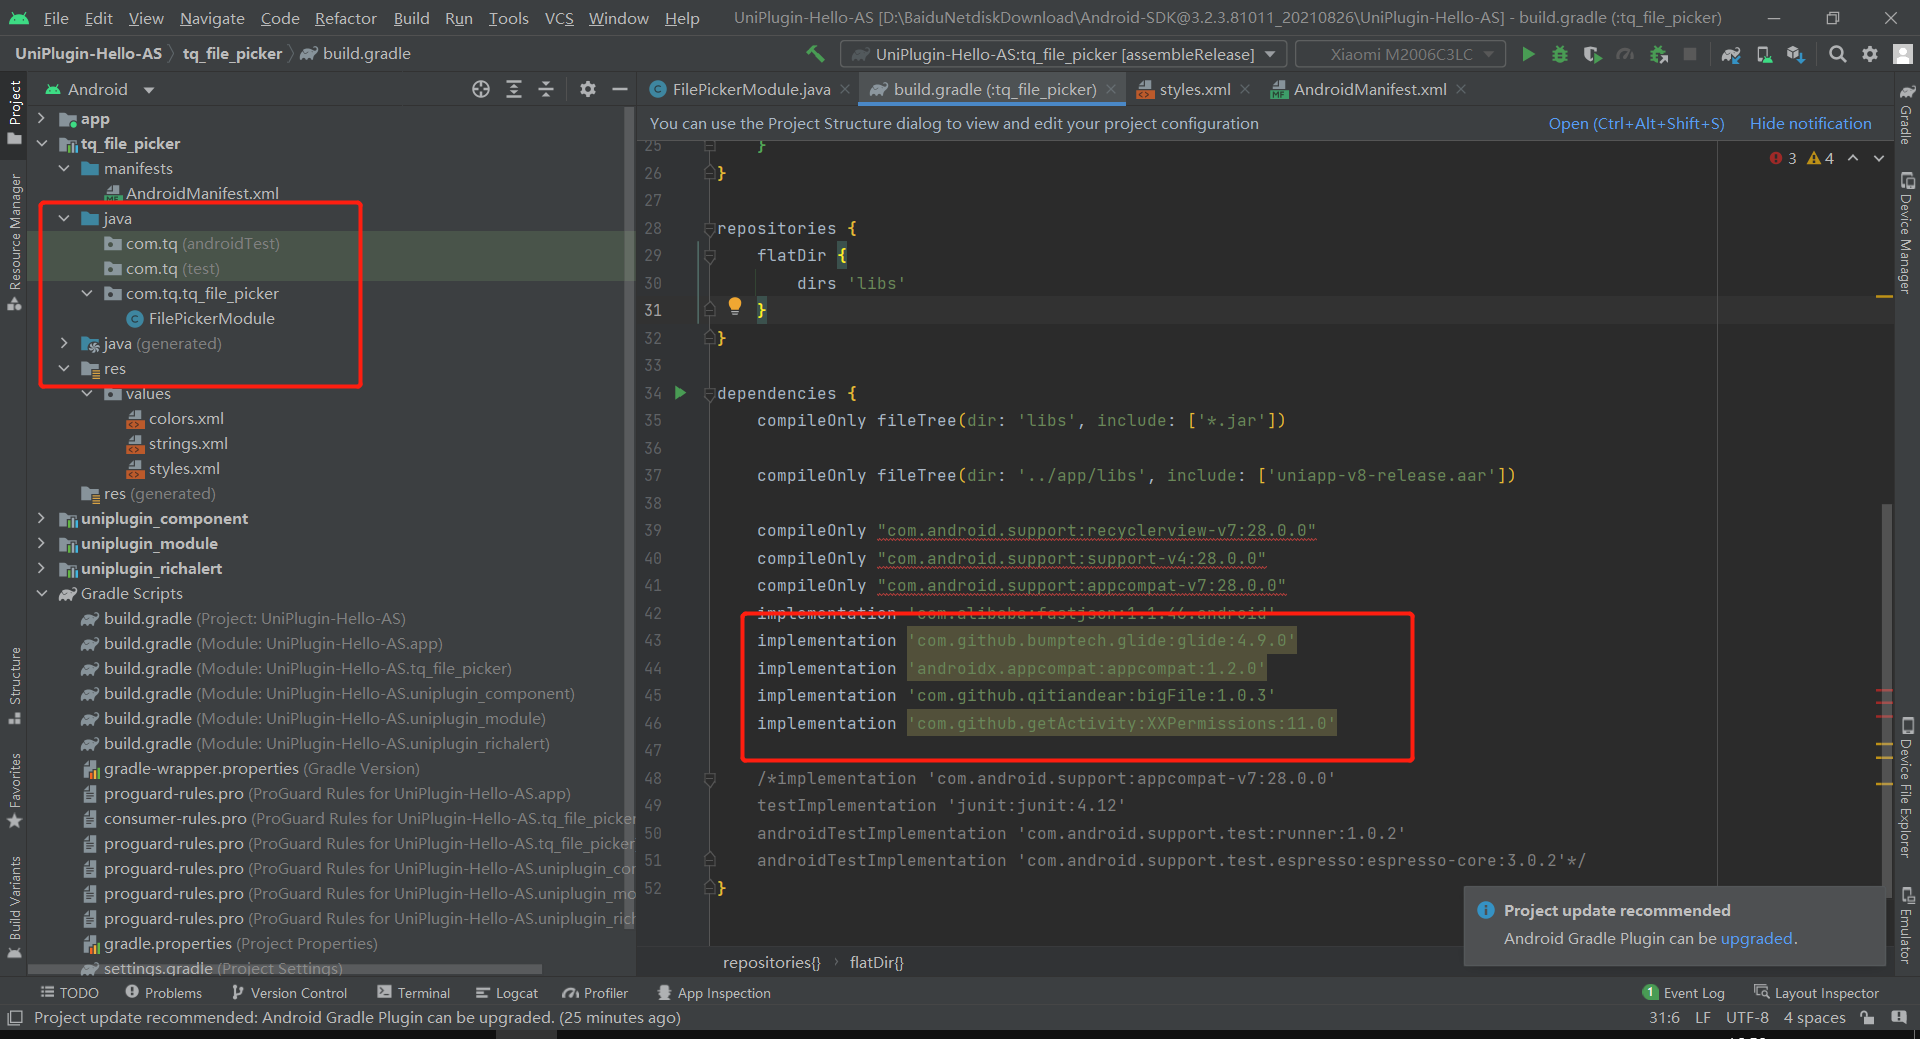 File Edit View Navigate Code Refactor Build Run Tools VCS Window Help UniPlugin-Hello-AS [D:\BaiduNetdiskDownload\Android-SDK@3.2.3.81011_20210826\UniPlugin-Hello-AS] - build.gradle (:tq_file_picker)
UniPlugin-Hello-AS tq_file_picker build.gradle UniPlugin-Hello-AS:tq_file_picker [assembleRelease] Xiaomi M2006C3LC
Project
Resource Manager
Structure
Favorites
Build Variants
Android
app
tq_file_picker
manifests
AndroidManifest.xml
java
com.tq (androidTest)
com.tq (test)
com.tq.tq_file_picker
FilePickerModule
java (generated)
res
values
colors.xml
strings.xml
styles.xml
res (generated)
uniplugin_component
uniplugin_module
uniplugin_richalert
Gradle Scripts
build.gradle (Project: UniPlugin-Hello-AS)
build.gradle (Module: UniPlugin-Hello-AS.app)
build.gradle (Module: UniPlugin-Hello-AS.tq_file_picker)
build.gradle (Module: UniPlugin-Hello-AS.uniplugin_component)
build.gradle (Module: UniPlugin-Hello-AS.uniplugin_module)
build.gradle (Module: UniPlugin-Hello-AS.uniplugin_richalert)
gradle-wrapper.properties (Gradle Version)
proguard-rules.pro (ProGuard Rules for UniPlugin-Hello-AS.app)
consumer-rules.pro (ProGuard Rules for UniPlugin-Hello-AS.tq_file_picker
proguard-rules.pro (ProGuard Rules for UniPlugin-Hello-AS.tq_file_picker
proguard-rules.pro (ProGuard Rules for UniPlugin-Hello-AS.uniplugin_cor
proguard-rules.pro (ProGuard Rules for UniPlugin-Hello-AS.uniplugin_mo
proguard-rules.pro (ProGuard Rules for UniPlugin-Hello-AS.uniplugin_rich
gradle.properties (Project Properties)
settings.gradle (Project Settings)
FilePickerModule.java build.gradle (:tq_file_picker) styles.xml AndroidManifest.xml
You can use the Project Structure dialog to view and edit your project configuration Open (Ctrl+Alt+Shift+S) Hide notification
3 4
25 }
26 }
27
28 repositories {
29 flatDir {
30 dirs 'libs'
31 }
32 }
33
34 dependencies {
35 compileOnly fileTree(dir: 'libs', include: ['*.jar'])
36
37 compileOnly fileTree(dir: '../app/libs', include: ['uniapp-v8-release.aar'])
38
39 compileOnly "com.android.support:recyclerview-v7:28.0.0"
40 compileOnly "com.android.support:support-v4:28.0.0"
41 compileOnly "com.android.support:appcompat-v7:28.0.0"
42 implementation 'com.alibaba:fastjson:1.1.46.android'
43 implementation 'com.github.bumptech.glide:glide:4.9.0'
44 implementation 'androidx.appcompat:appcompat:1.2.0'
45 implementation 'com.github.qitiandear:bigFile:1.0.3'
46 implementation 'com.github.getActivity:XXPermissions:11.0'
47
48 /*implementation 'com.android.support:appcompat-v7:28.0.0'
49 testImplementation 'junit:junit:4.12'
50 androidTestImplementation 'com.android.support.test:runner:1.0.2'
51 androidTestImplementation 'com.android.support.test.espresso:espresso-core:3.0.2'*/
52 }
Project update recommended
Android Gradle Plugin can be upgraded.
repositories{} flatDir{}
Gradle
Device Manager
Device File Explorer
Emulator
TODO Problems Version Control Terminal Logcat Profiler App Inspection 1 Event Log Layout Inspector
Project update recommended: Android Gradle Plugin can be upgraded. (25 minutes ago) 31:6 LF UTF-8 4 spaces